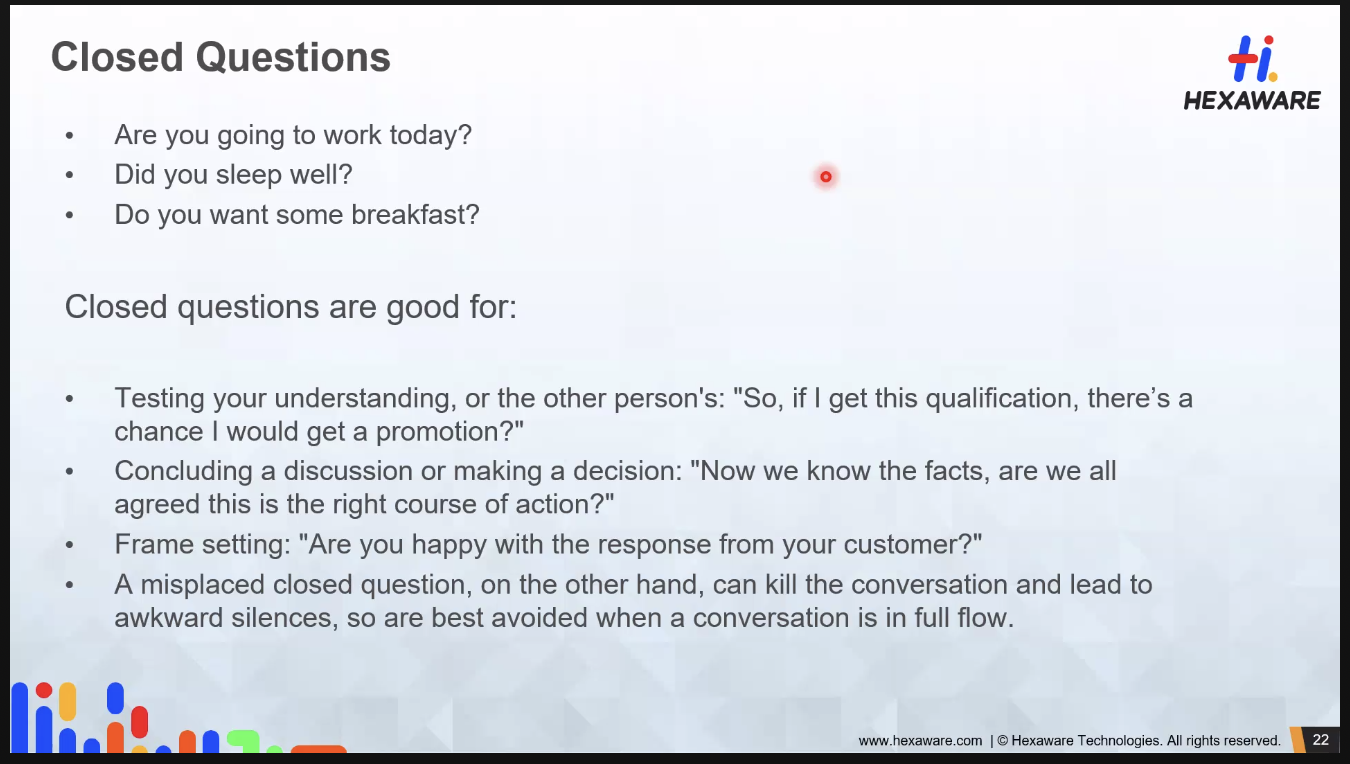 Closed Questions
HEXAWARE
• Are you going to work today?
• Did you sleep well?
• Do you want some breakfast?
Closed questions are good for:
• Testing your understanding, or the other person's: "So, if I get this qualification, there’s a
chance I would get a promotion?"
• Concluding a discussion or making a decision: "Now we know the facts, are we all
agreed this is the right course of action?"
• Frame setting: "Are you happy with the response from your customer?"
• A misplaced closed question, on the other hand, can kill the conversation and lead to
awkward silences, so are best avoided when a conversation is in full flow.
www.hexaware.com | © Hexaware Technologies. All rights reserved. 22